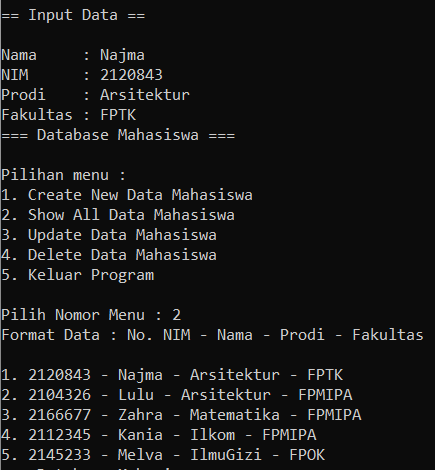 == Input Data ==
Nama     : Najma
NIM      : 2120843
Prodi    : Arsitektur
Fakultas : FPTK
=== Database Mahasiswa ===
Pilihan menu :
1. Create New Data Mahasiswa
2. Show All Data Mahasiswa
3. Update Data Mahasiswa
4. Delete Data Mahasiswa
5. Keluar Program
Pilih Nomor Menu : 2
Format Data : No. NIM - Nama - Prodi - Fakultas
1. 2120843 - Najma - Arsitektur - FPTK
2. 2104326 - Lulu - Arsitektur - FPMIPA
3. 2166677 - Zahra - Matematika - FPMIPA
4. 2112345 - Kania - Ilkom - FPMIPA
5. 2145233 - Melva - IlmuGizi - FPOK